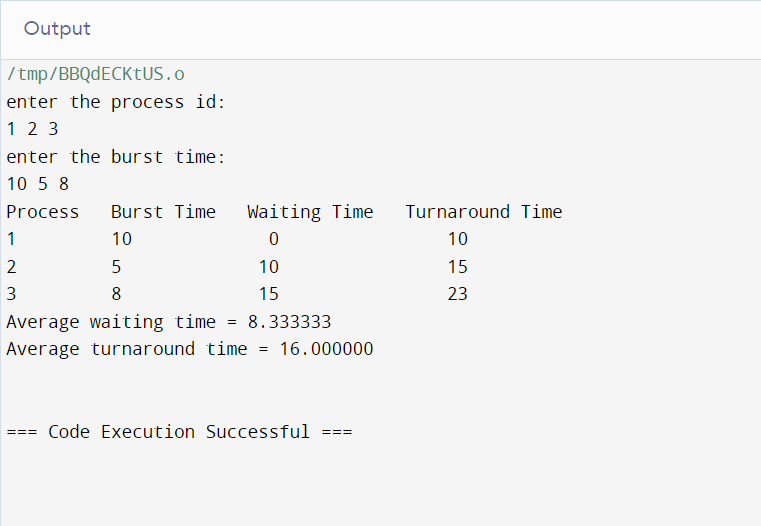 Output
/tmp/BBQdECKtUS.o
enter the process id:
1 2 3
enter the burst time:
10 5 8
Process   Burst Time   Waiting Time   Turnaround Time
1         10             0                10
2         5             10                15
3         8             15                23
Average waiting time = 8.333333
Average turnaround time = 16.000000
=== Code Execution Successful ===